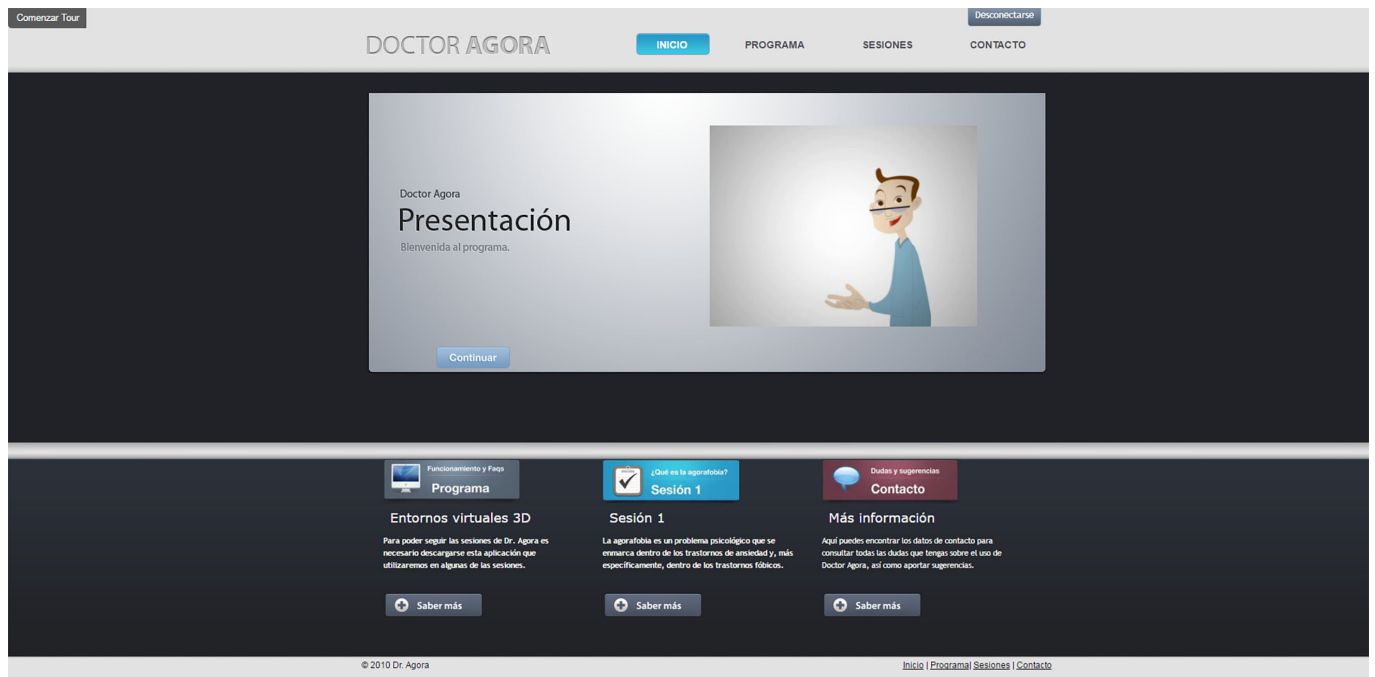 Comenzar Tour
Desconectarse
DOCTOR AGORA
INICIO
PROGRAMA
SESIONES
CONTACTO
Doctor Agora
Presentación
Bienvenida al programa.
Continuar
Funcionamiento y Faqs
Programa
Entornos virtuales 3D
Para poder seguir las sesiones de Dr. Agora es
necesario descargarse esta aplicación que
utilizaremos en algunas de las sesiones.
Saber más
¿Qué es la agorafobia?
Sesión 1
Sesión 1
La agorafobia es un problema psicológico que se
enmarca dentro de los trastornos de ansiedad y, más
específicamente, dentro de los trastornos fóbicos.
Saber más
Dudas y sugerencias
Contacto
Más información
Aquí puedes encontrar los datos de contacto para
consultar todas las dudas que tengas sobre el uso de
Doctor Agora, así como aportar sugerencias.
Saber más
© 2010 Dr. Agora
Inicio | Programa| Sesiones | Contacto